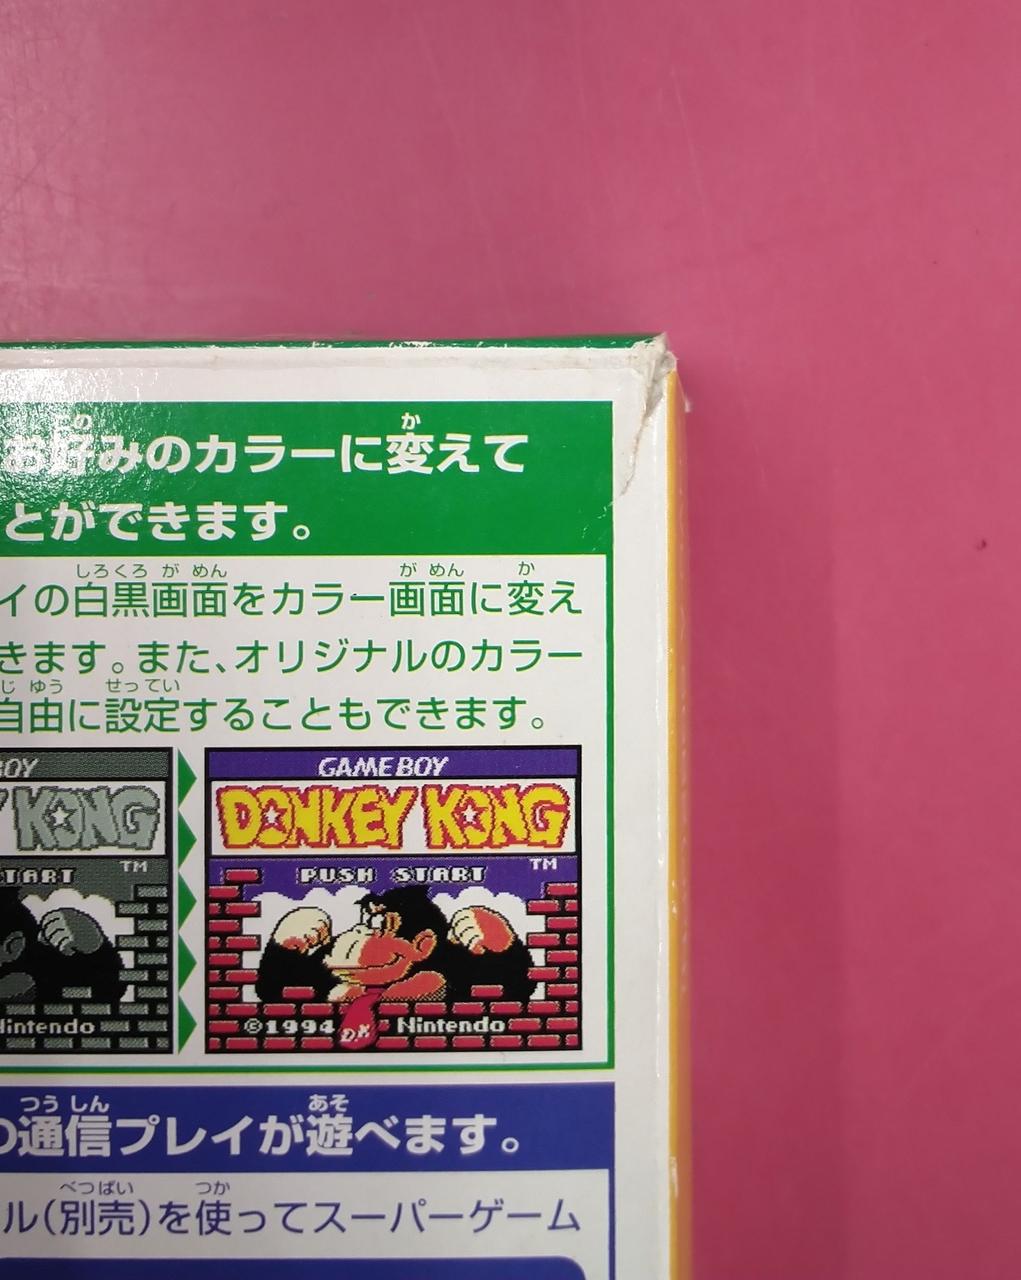 お好みのカラーに変えて
とができます。
イの白黒画面をカラー画面に変え
きます。また、オリジナルのカラー
自由に設定することもできます。
BOY
GAME BOY
Y KONG
DONKEY KONG
TM
TM
TART
PUSH START
Nintendo
©1994 D.K Nintendo
の通信プレイが遊べます。
ル(別売)を使ってスーパーゲーム